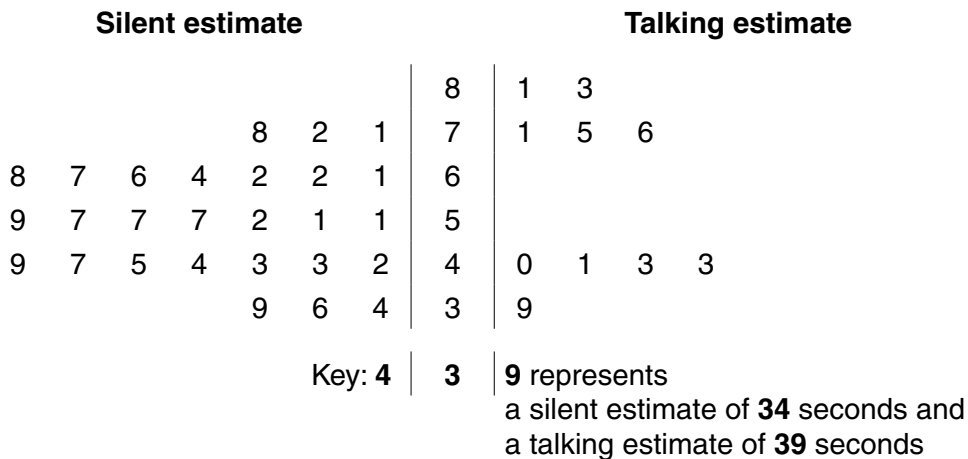 Silent estimate Talking estimate
8 1 3
8 2 1 7 1 5 6
8 7 6 4 2 2 1 6
9 7 7 7 2 1 1 5
9 7 5 4 3 3 2 4 0 1 3 3
9 6 4 3 9
Key: 4 3 9 represents
a silent estimate of 34 seconds and
a talking estimate of 39 seconds